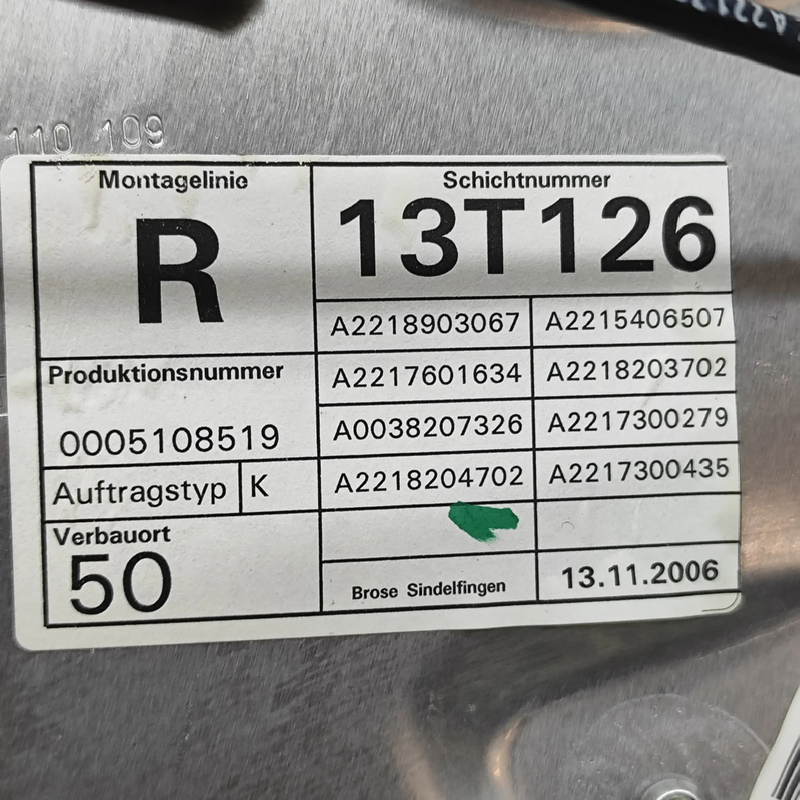 110 109
Montagelinie
R
Schichtnummer
13T126
A2218903067 A2215406507
A2217601634 A2218203702
A0038207326 A2217300279
A2218204702 A2217300435
Produktionsnummer
0005108519
Auftragstyp K
Verbauort
50
Brose Sindelfingen
13.11.2006